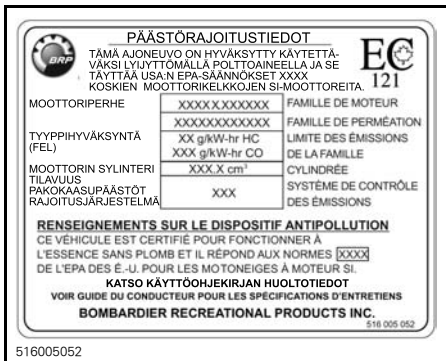 BRP
PÄÄSTÖRAJOITUSTIEDOT
TÄMÄ AJONEUVO ON HYVÄKSYTTY KÄYTETTÄ-
VÄKSI LYIJYTTÖMÄLLÄ POLTTOAINEELLA JA SE
TÄYTTÄÄ USA:N EPA-SÄÄNNÖKSET XXXX
KOSKIEN MOOTTORIKELKKOJEN SI-MOOTTOREITA.
EC
121
MOOTTORIPERHE XXXXX.XXXXXX FAMILLE DE MOTEUR
XXXXXXXXXXXX FAMILLE DE PERMÉATION
TYYPPIHYVÄKSYNTÄ XX g/kW-hr HC LIMITE DES ÉMISSIONS
(FEL) XXX g/kW-hr CO DE LA FAMILLE
MOOTTORIN SYLINTERI XXX.X cm³ CYLINDRÉE
TILAVUUS
PAKOKAASUPÄÄSTÖT XXX SYSTÈME DE CONTRÔLE
RAJOITUSJÄRJESTELMÄ DES ÉMISSIONS
RENSEIGNEMENTS SUR LE DISPOSITIF ANTIPOLLUTION
CE VÉHICULE EST CERTIFIÉ POUR FONCTIONNER À
L'ESSENCE SANS PLOMB ET IL RÉPOND AUX NORMES XXXX
DE L'EPA DES É.-U. POUR LES MOTONEIGES À MOTEUR SI.
KATSO KÄYTTÖOHJEKIRJAN HUOLTOTIEDOT
VOIR GUIDE DU CONDUCTEUR POUR LES SPÉCIFICATIONS D'ENTRETIENS
BOMBARDIER RECREATIONAL PRODUCTS INC.
516 005 052
516005052